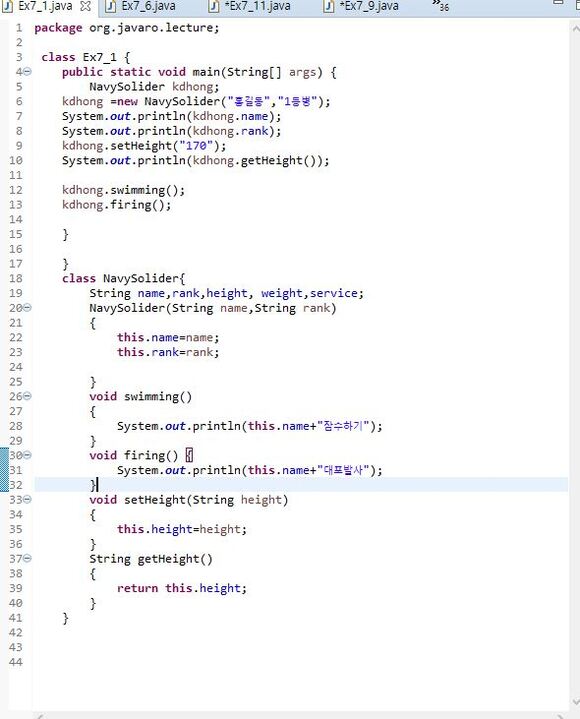 Ex7_1.java Ex7_6.java *Ex7_11.java *Ex7_9.java »36
1 package org.javaro.lecture;
2
3 class Ex7_1 {
4 public static void main(String[] args) {
5 NavySolider kdhong;
6 kdhong =new NavySolider("홍길동","1등병");
7 System.out.println(kdhong.name);
8 System.out.println(kdhong.rank);
9 kdhong.setHeight("170");
10 System.out.println(kdhong.getHeight());
11
12 kdhong.swimming();
13 kdhong.firing();
14
15 }
16
17 }
18 class NavySolider{
19 String name,rank,height, weight,service;
20 NavySolider(String name,String rank)
21 {
22 this.name=name;
23 this.rank=rank;
24
25 }
26 void swimming()
27 {
28 System.out.println(this.name+"잠수하기");
29 }
30 void firing() {
31 System.out.println(this.name+"대포발사");
32 }
33 void setHeight(String height)
34 {
35 this.height=height;
36 }
37 String getHeight()
38 {
39 return this.height;
40 }
41 }
42
43
44